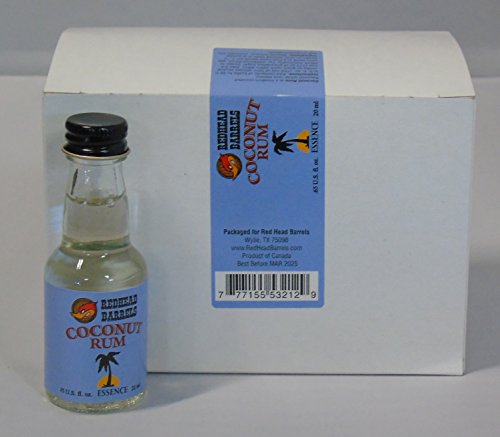 REDHEAD
BARRELS
COCONUT
RUM
ESSENCE
.65 U.S. fl. oz.
20 ml
Packaged for Red Head Barrels
Wylie, TX 75098
www.RedHeadBarrels.com
Product of Canada
Best Before MAR 2025
7 77155 53212 9
REDHEAD
BARRELS
COCONUT
RUM
.65 U.S. fl. oz. ESSENCE 20 ml